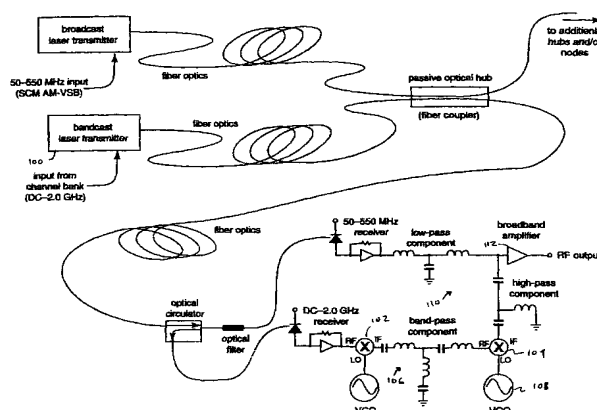 broadcast
laser transmitter
50–550 MHz input
(SCM AM-VSB)
fiber optics
to additional
hubs and/or
nodes
passive optical hub
(fiber coupler)
bandcast
laser transmitter
100
input from
channel bank
(DC–2.0 GHz)
fiber optics
fiber optics
50–550 MHz
receiver
low-pass
component
broadband
amplifier
112
RF output
high-pass
component
110
optical
circulator
optical
filter
DC–2.0 GHz
receiver
102
band-pass
component
RF
IF
LO
106
RF
IF
LO
104
108